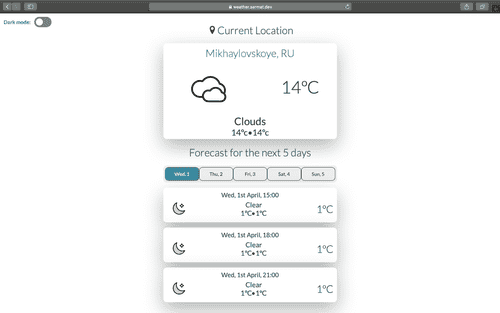 weather.sarmat.dev
Dark mode:
Current Location
Mikhaylovskoye, RU
14°C
Clouds
14°c•14°c
Forecast for the next 5 days
Wed, 1
Thu, 2
Fri, 3
Sat, 4
Sun, 5
Wed, 1st April, 15:00
Clear
1°C•1°C
1°C
Wed, 1st April, 18:00
Clear
1°C•1°C
1°C
Wed, 1st April, 21:00
Clear
1°C•1°C
1°C